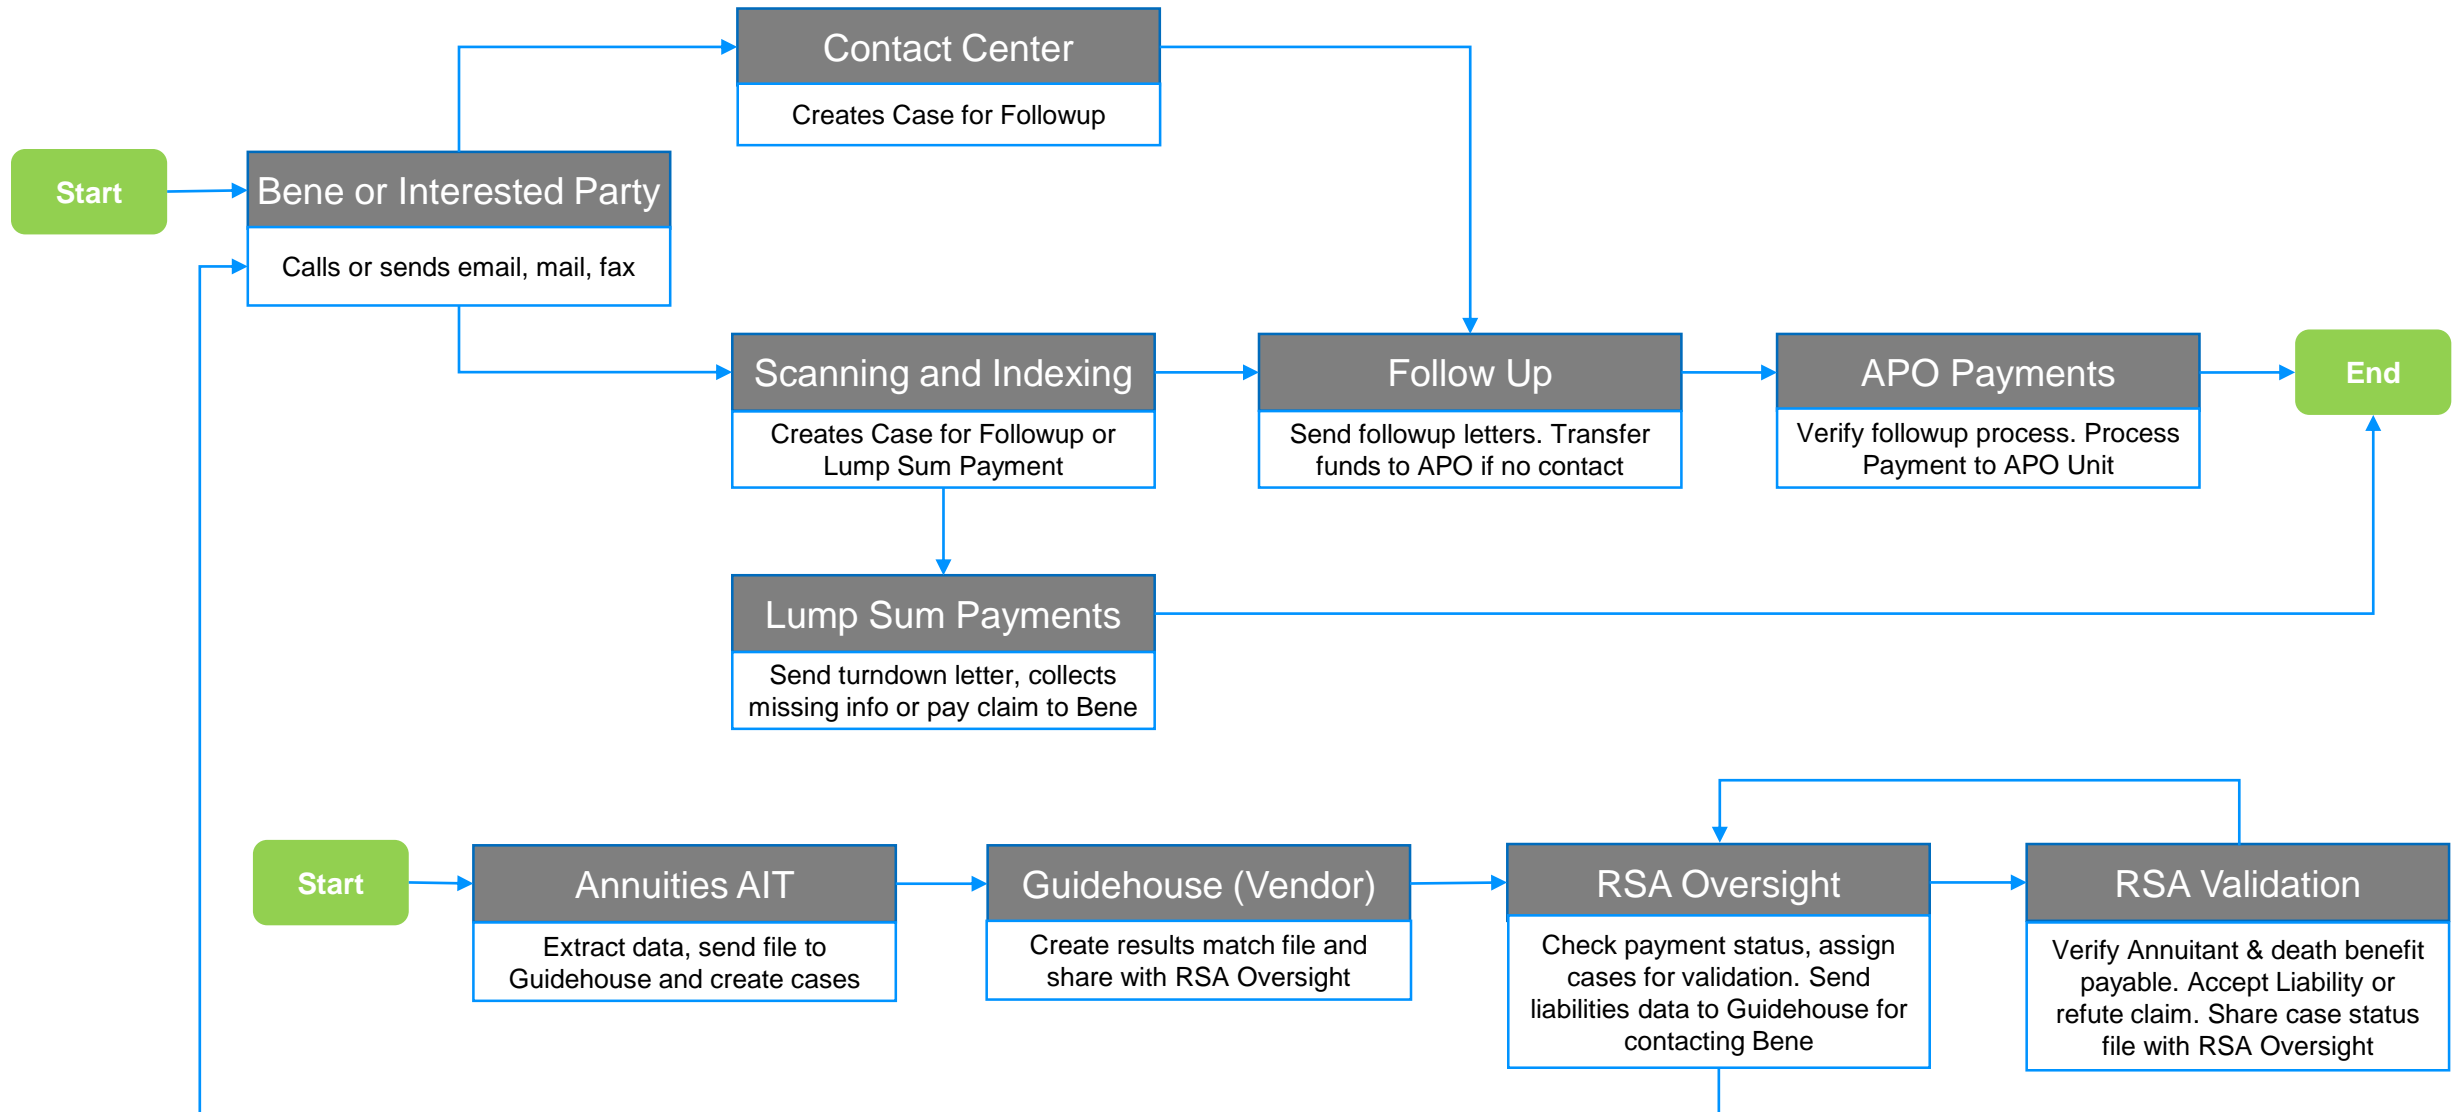 Contact Center
Creates Case for Followup
Start
Bene or Interested Party
Calls or sends email, mail, fax
Scanning and Indexing
Creates Case for Followup or
Lump Sum Payment
Follow Up
Send followup letters. Transfer
funds to APO if no contact
APO Payments
Verify followup process. Process
Payment to APO Unit
End
Lump Sum Payments
Send turndown letter, collects
missing info or pay claim to Bene
Start
Annuities AIT
Extract data, send file to
Guidehouse and create cases
Guidehouse (Vendor)
Create results match file and
share with RSA Oversight
RSA Oversight
Check payment status, assign
cases for validation. Send
liabilities data to Guidehouse for
contacting Bene
RSA Validation
Verify Annuitant & death benefit
payable. Accept Liability or
refute claim. Share case status
file with RSA Oversight